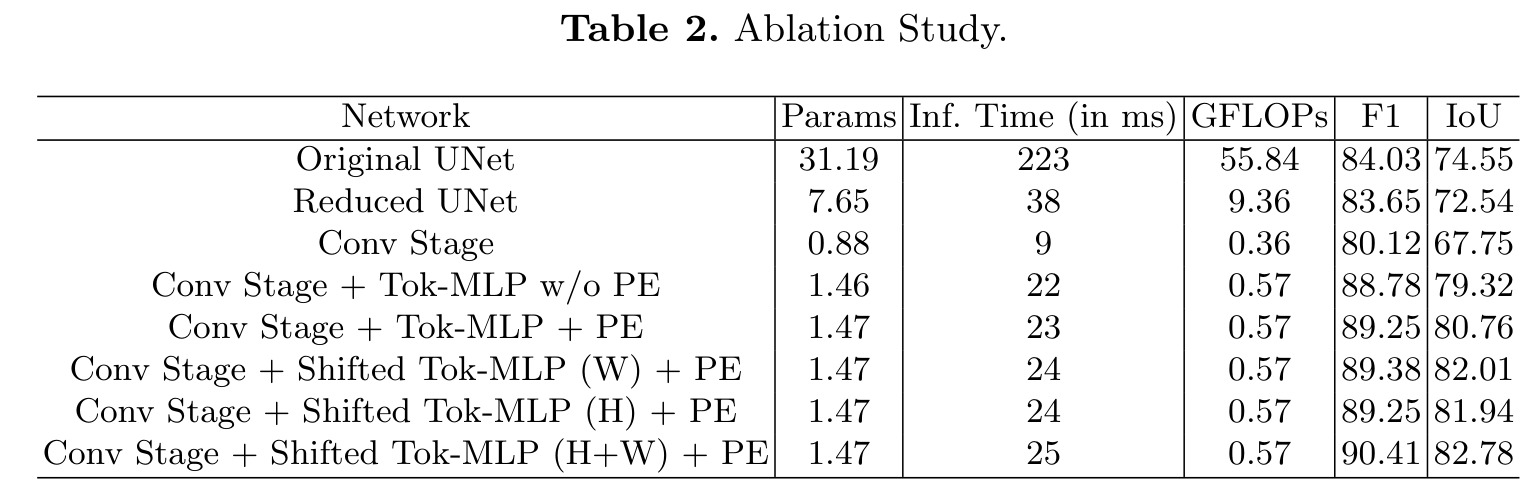 Table 2. Ablation Study.
Network Params Inf. Time (in ms) GFLOPs F1 IoU
Original UNet 31.19 223 55.84 84.03 74.55
Reduced UNet 7.65 38 9.36 83.65 72.54
Conv Stage 0.88 9 0.36 80.12 67.75
Conv Stage + Tok-MLP w/o PE 1.46 22 0.57 88.78 79.32
Conv Stage + Tok-MLP + PE 1.47 23 0.57 89.25 80.76
Conv Stage + Shifted Tok-MLP (W) + PE 1.47 24 0.57 89.38 82.01
Conv Stage + Shifted Tok-MLP (H) + PE 1.47 24 0.57 89.25 81.94
Conv Stage + Shifted Tok-MLP (H+W) + PE 1.47 25 0.57 90.41 82.78